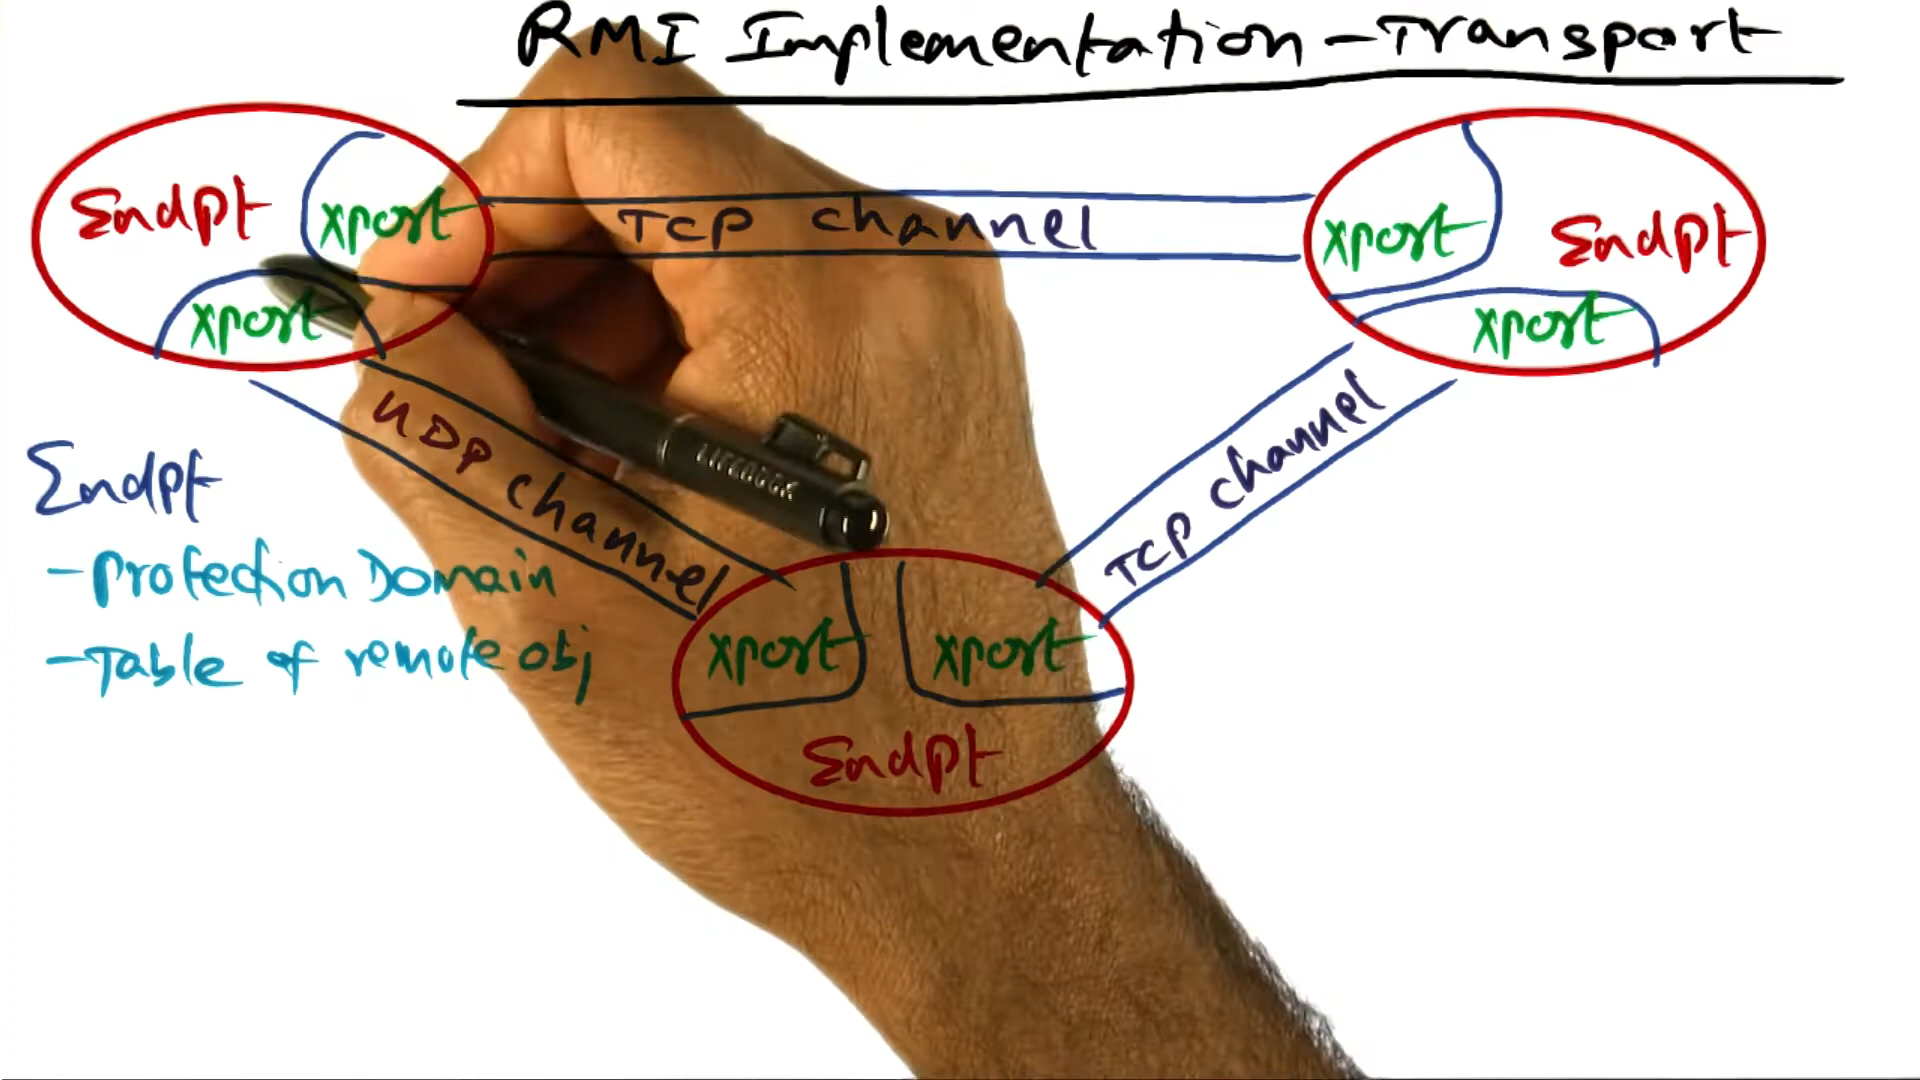 RMI Implementation - Transport
Endpt
xport
TCP channel
xport
Endpt
xport
xport
UDP channel
TCP channel
Endpt
- Protection Domain
- Table of remote obj
LIFEBOOK
xport
xport
Endpt